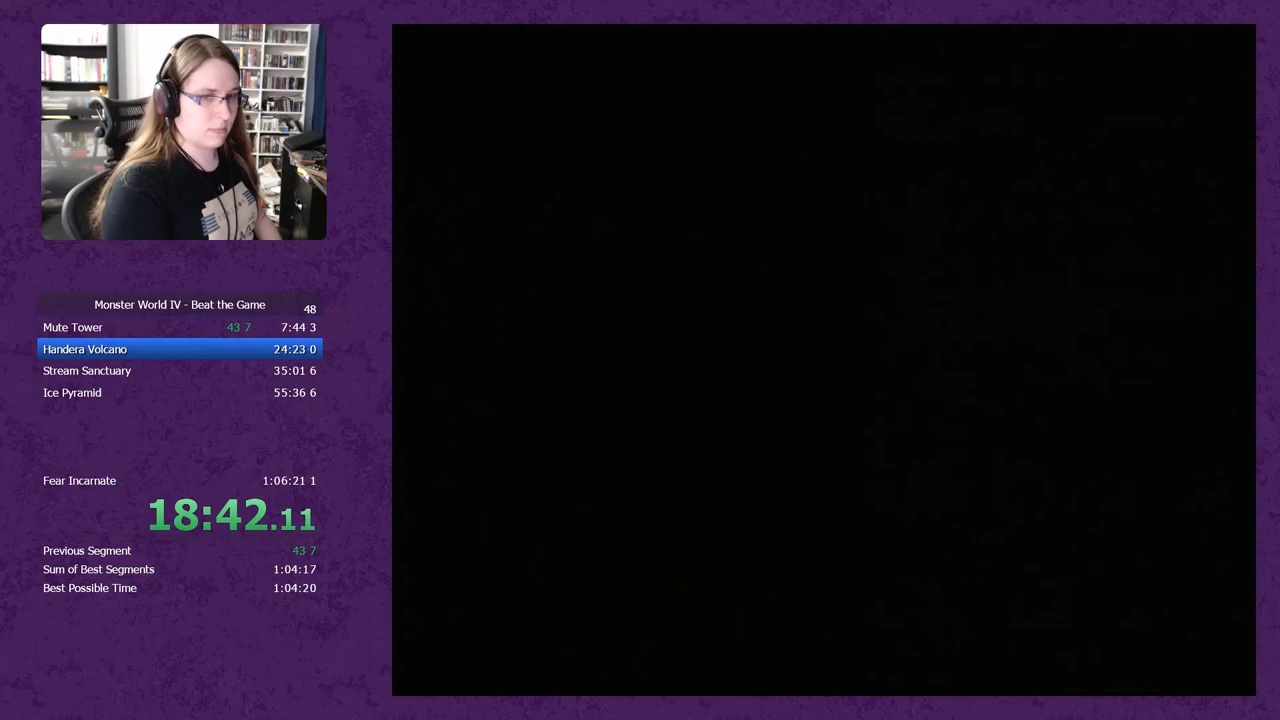 Monster World IV - Beat the Game
48
Mute Tower 43 7 7:44 3
Handera Volcano 24:23 0
Stream Sanctuary 35:01 6
Ice Pyramid 55:36 6
Fear Incarnate 1:06:21 1
18:42.11
Previous Segment 43 7
Sum of Best Segments 1:04:17
Best Possible Time 1:04:20